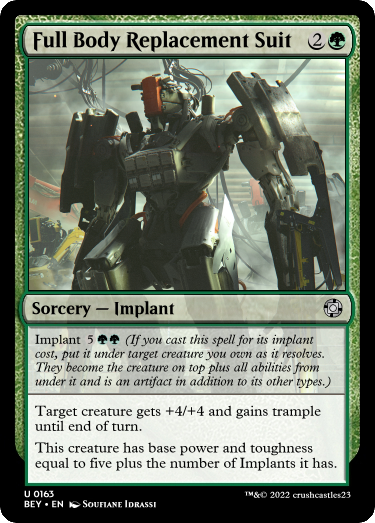 Full Body Replacement Suit 2
Sorcery — Implant
Implant 5 (If you cast this spell for its implant
cost, put it under target creature you own as it resolves.
They become the creature on top plus all abilities from
under it and is an artifact in addition to its other types.)
Target creature gets +4/+4 and gains trample
until end of turn.
This creature has base power and toughness
equal to five plus the number of Implants it has.
U 0163
BEY • EN SOUFIANE IDRASSI
™&© 2022 crushcastles23